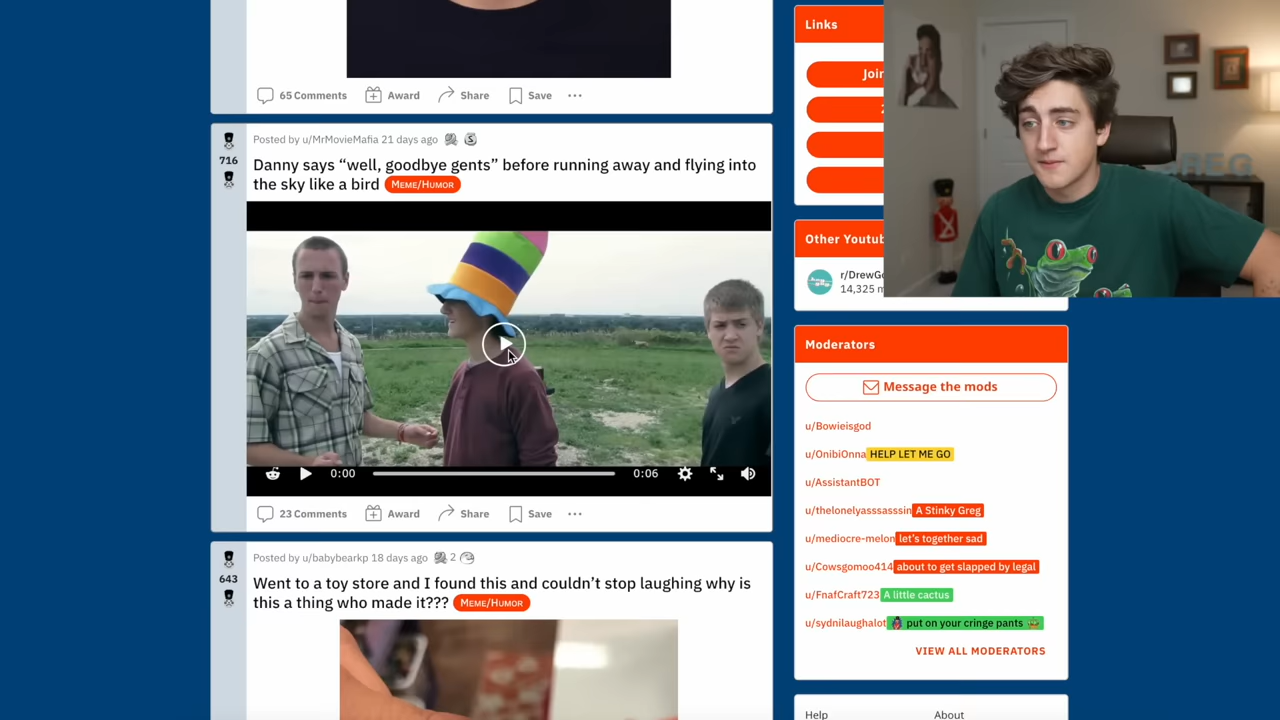 65 Comments Award Share Save
Posted by u/MrMovieMafia 21 days ago
716
Danny says “well, goodbye gents” before running away and flying into
the sky like a bird Meme/Humor
0:00 0:06
23 Comments Award Share Save
Posted by u/babybearkp 18 days ago 2
643
Went to a toy store and I found this and couldn’t stop laughing why is
this a thing who made it??? Meme/Humor
Links
Join
2
Other Youtub
r/DrewGo
14,325 m
Moderators
Message the mods
u/Bowieisgod
u/OnibiOnna HELP LET ME GO
u/AssistantBOT
u/thelonelyasssasssin A Stinky Greg
u/mediocre-melon let’s together sad
u/Cowsgomoo414 about to get slapped by legal
u/FnafCraft723 A little cactus
u/sydnilaughalot put on your cringe pants
VIEW ALL MODERATORS
Help About
REG